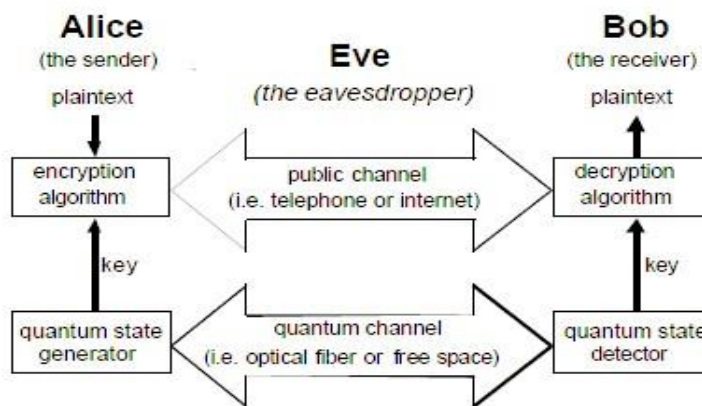 Alice
(the sender)
plaintext
encryption
algorithm
key
quantum state
generator
Eve
(the eavesdropper)
public channel
(i.e. telephone or internet)
quantum channel
(i.e. optical fiber or free space)
Bob
(the receiver)
plaintext
decryption
algorithm
key
quantum state
detector